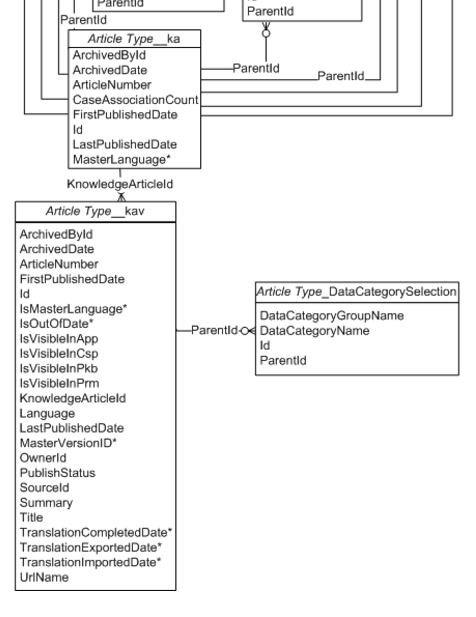 ParentId
ParentId
ParentId
Article Type__ka
ArchivedById
ArchivedDate
ArticleNumber
CaseAssociationCount
FirstPublishedDate
Id
LastPublishedDate
MasterLanguage*
ParentId
ParentId
KnowledgeArticleId
Article Type__kav
ArchivedById
ArchivedDate
ArticleNumber
FirstPublishedDate
Id
IsMasterLanguage*
IsOutOfDate*
IsVisibleInApp
IsVisibleInCsp
IsVisibleInPkb
IsVisibleInPrm
KnowledgeArticleId
Language
LastPublishedDate
MasterVersionID*
OwnerId
PublishStatus
SourceId
Summary
Title
TranslationCompletedDate*
TranslationExportedDate*
TranslationImportedDate*
UrlName
ParentId
Article Type_DataCategorySelection
DataCategoryGroupName
DataCategoryName
Id
ParentId